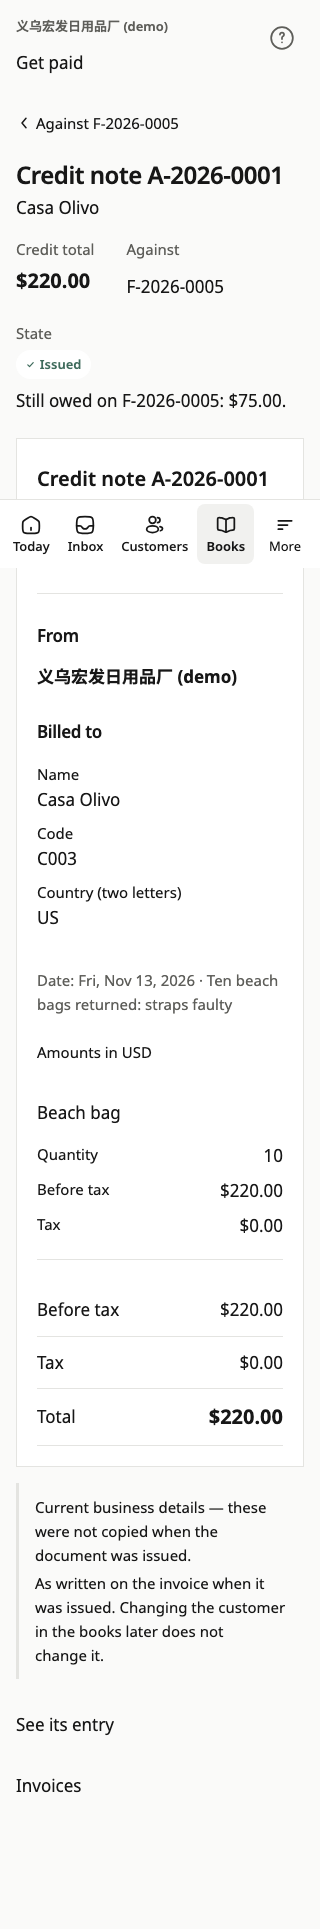 义乌宏发日用品厂 (demo)
Get paid
Against F-2026-0005
Credit note A-2026-0001
Casa Olivo
Credit total
Against
$220.00
F-2026-0005
State
Issued
Still owed on F-2026-0005: $75.00.
Credit note A-2026-0001
Today
Inbox
Customers
Books
More
From
义乌宏发日用品厂 (demo)
Billed to
Name
Casa Olivo
Code
C003
Country (two letters)
US
Date: Fri, Nov 13, 2026 · Ten beach
bags returned: straps faulty
Amounts in USD
Beach bag
Quantity 10
Before tax $220.00
Tax $0.00
Before tax $220.00
Tax $0.00
Total $220.00
Current business details — these
were not copied when the
document was issued.
As written on the invoice when it
was issued. Changing the customer
in the books later does not
change it.
See its entry
Invoices